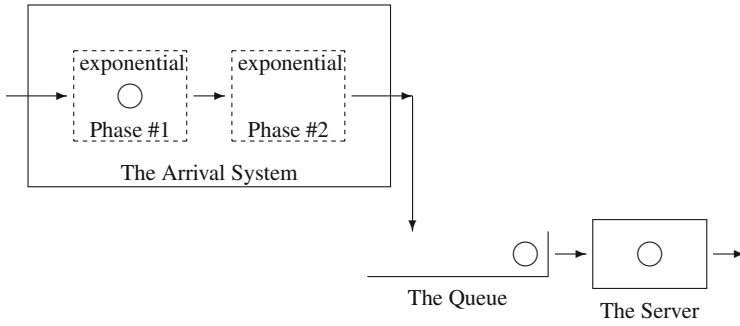 exponential
exponential
Phase #1
Phase #2
The Arrival System
The Queue
The Server